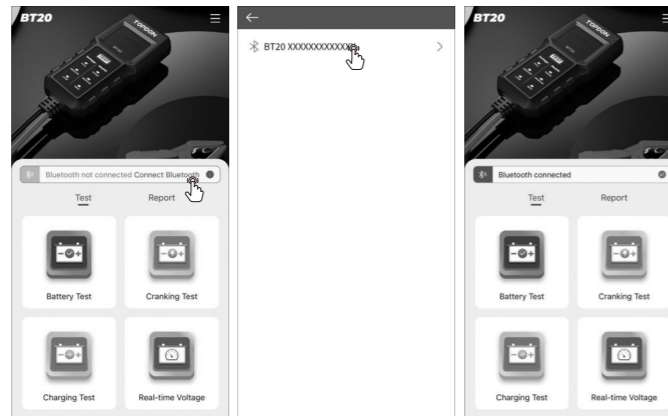 BT20
TOPDON
Bluetooth not connected Connect Bluetooth
Test Report
Battery Test Cranking Test
Charging Test Real-time Voltage
BT20 XXXXXXXXXXXXX
BT20
TOPDON
Bluetooth connected
Test Report
Battery Test Cranking Test
Charging Test Real-time Voltage